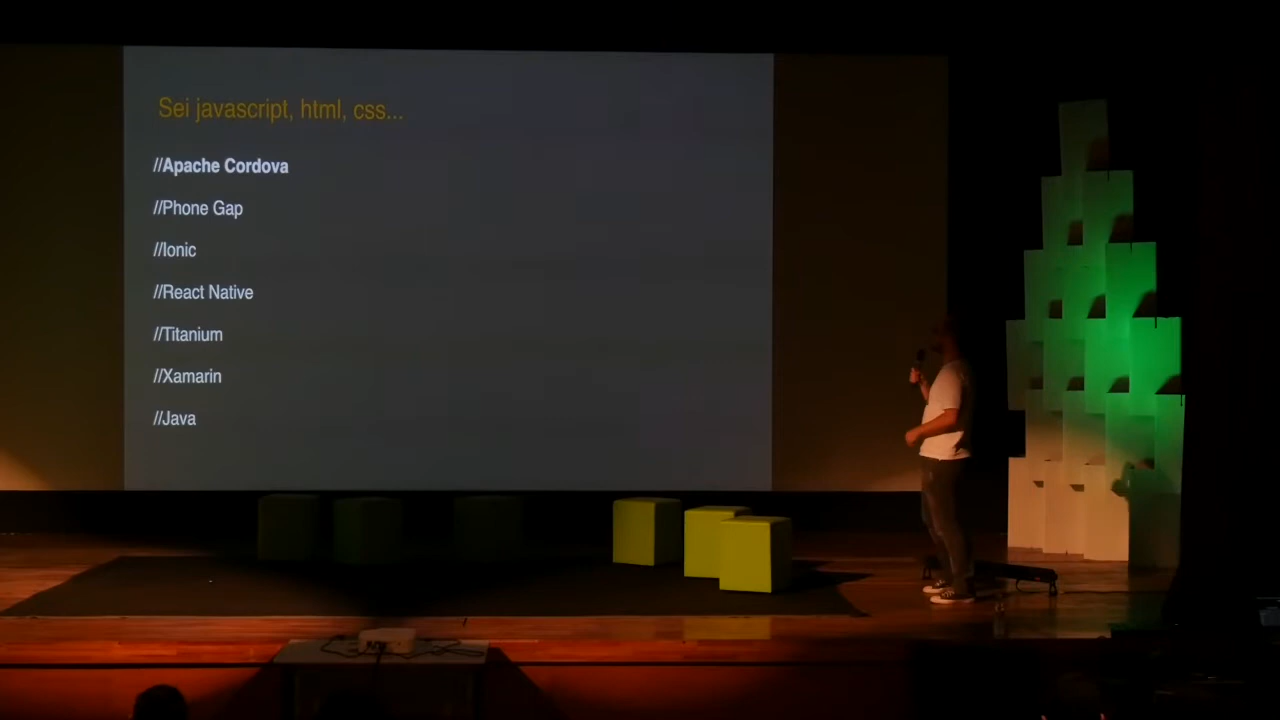 Sei javascript, html, css...
//Apache Cordova
//Phone Gap
//Ionic
//React Native
//Titanium
//Xamarin
//Java